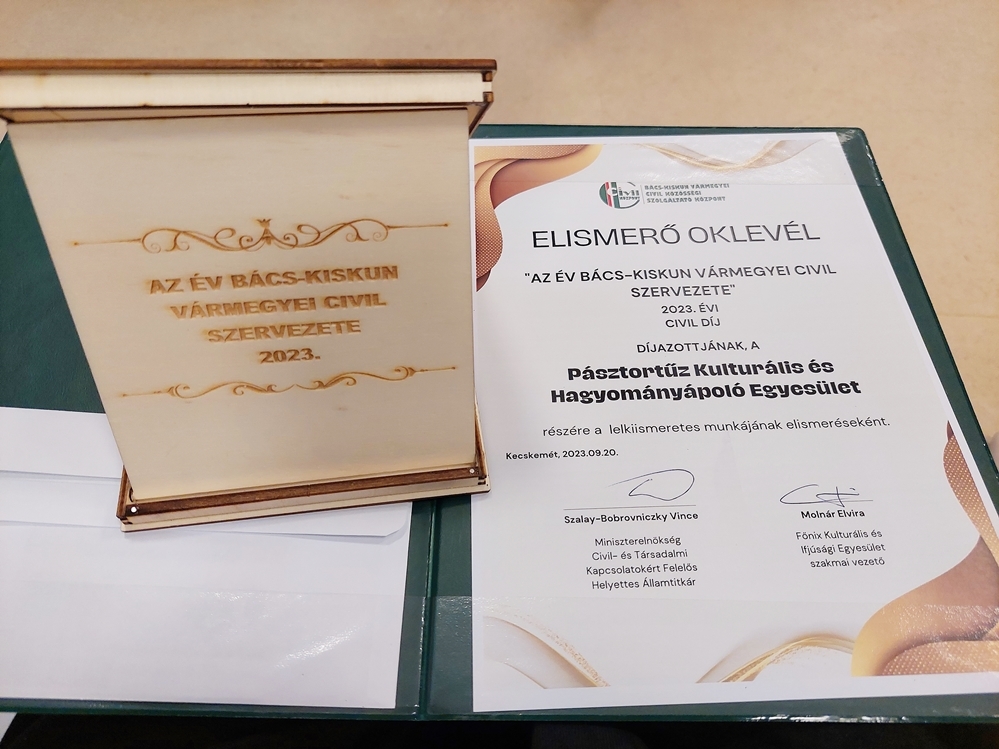 AZ ÉV BÁCS-KISKUN
VÁRMEGYEI CIVIL
SZERVEZETE
2023.
Civil
KÖZPONT
BÁCS-KISKUN VÁRMEGYEI
CIVIL KÖZÖSSÉGI
SZOLGÁLTATÓ KÖZPONT
ELISMERŐ OKLEVÉL
"AZ ÉV BÁCS-KISKUN VÁRMEGYEI CIVIL
SZERVEZETE"
2023. ÉVI
CIVIL DÍJ
DÍJAZOTTJÁNAK, A
Pásztortűz Kulturális és
Hagyományápoló Egyesület
részére a lelkiismeretes munkájának elismeréseként.
Kecskemét, 2023.09.20.
Szalay-Bobrovniczky Vince
Miniszterelnökség
Civil- és Társadalmi
Kapcsolatokért Felelős
Helyettes Államtitkár
Molnár Elvira
Főnix Kulturális és
Ifjúsági Egyesület
szakmai vezető